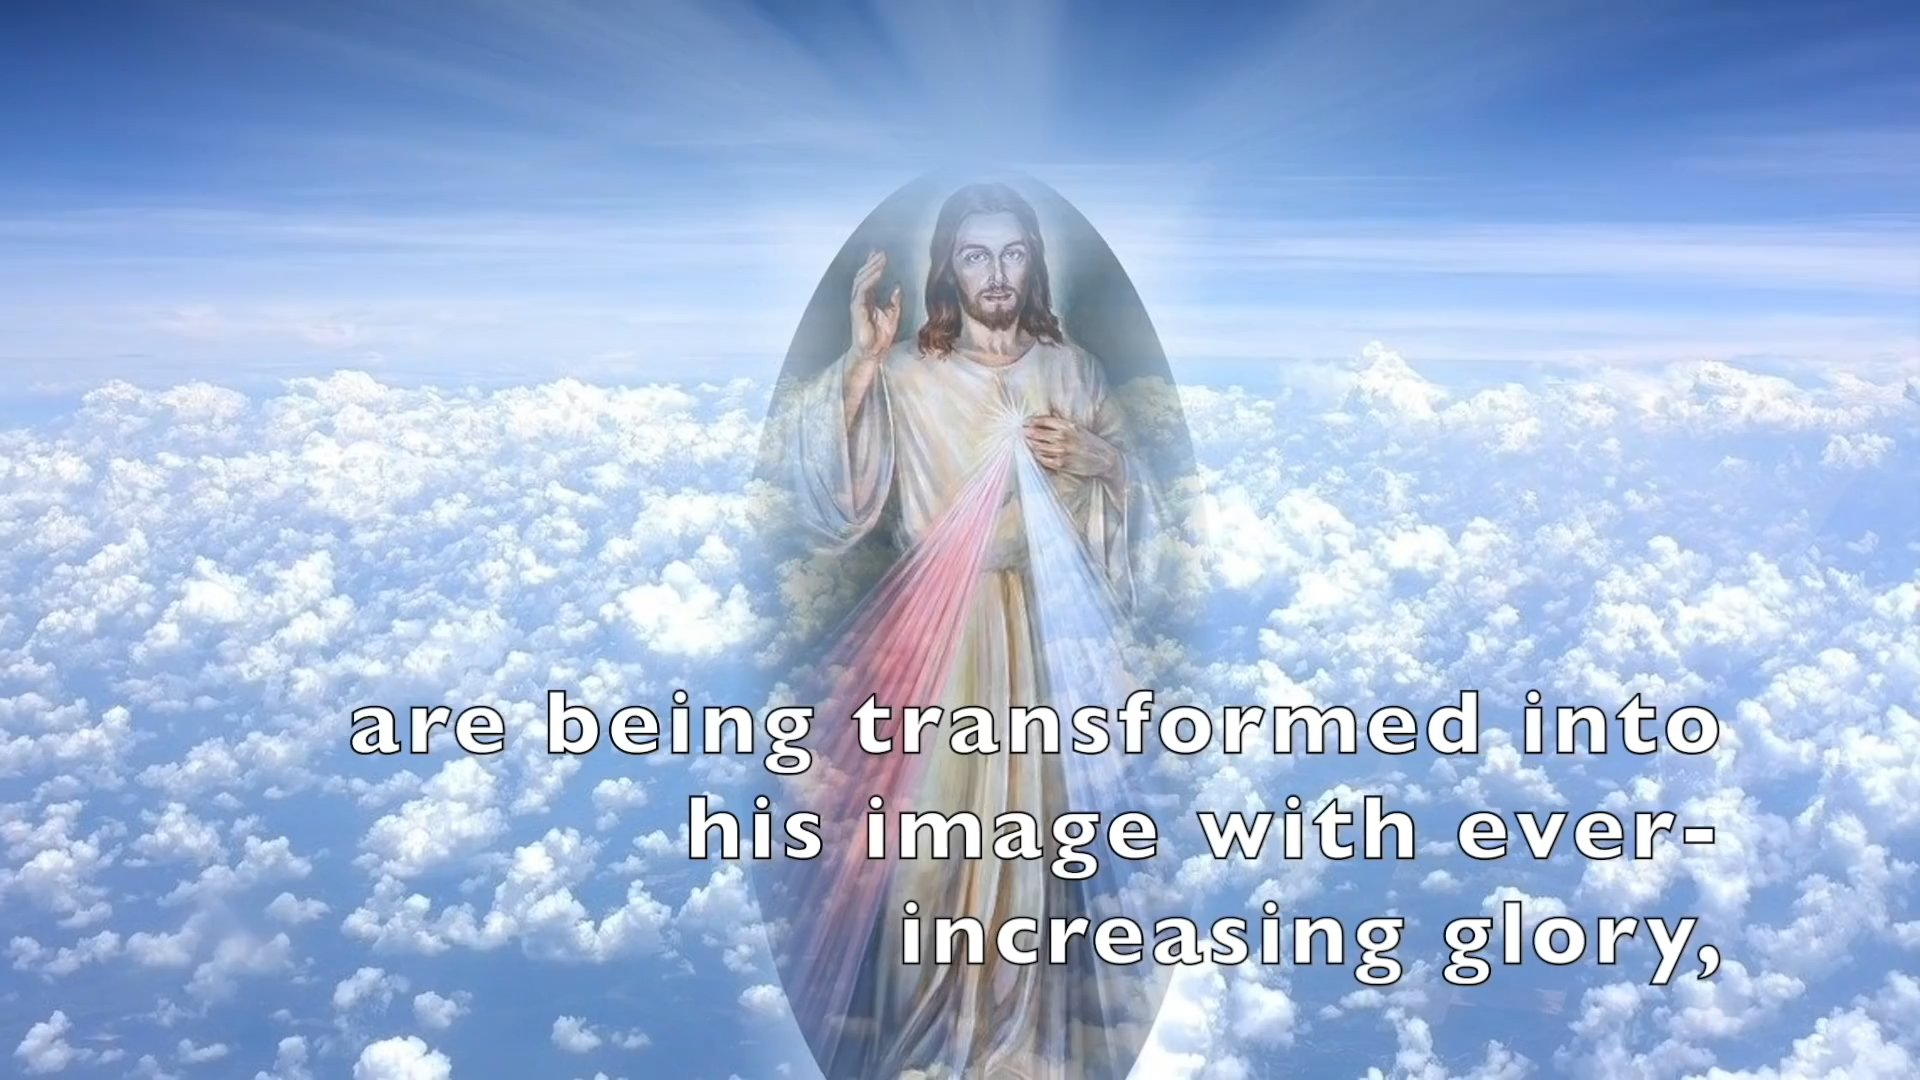 are being transformed into
his image with ever-
increasing glory,